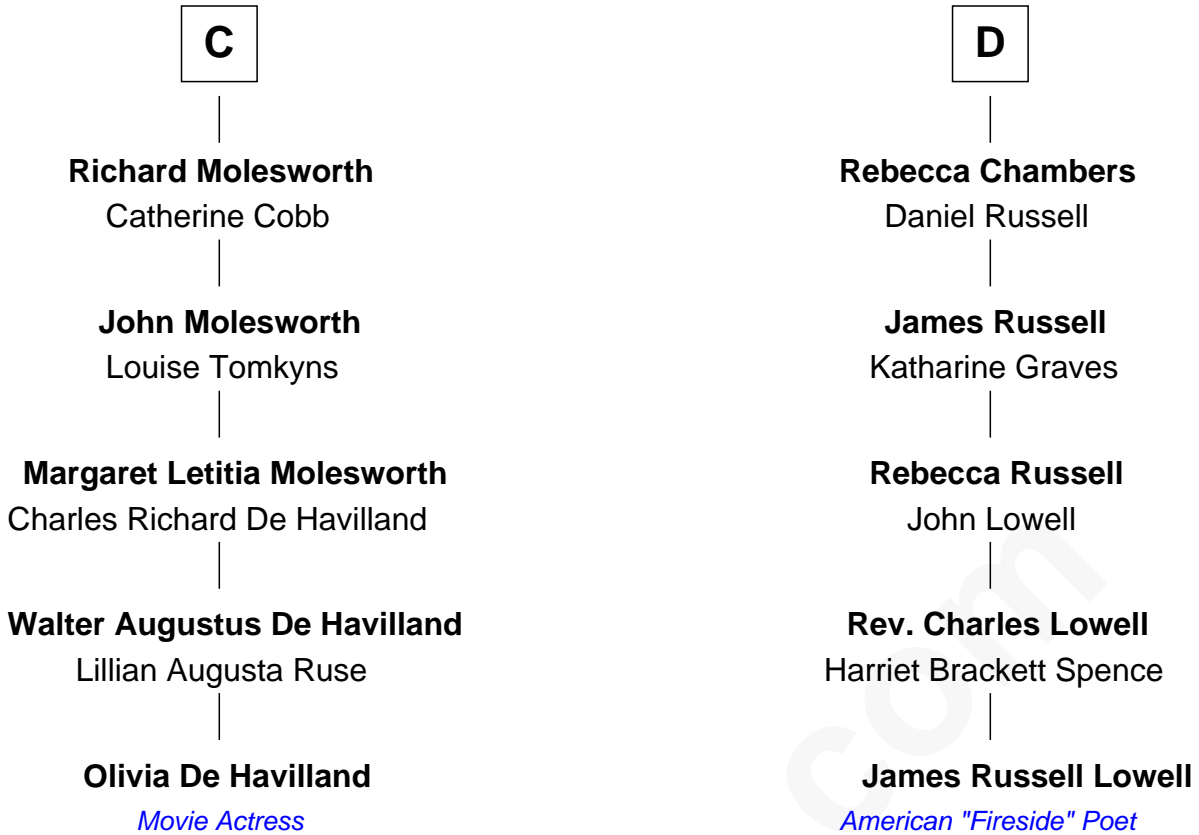 C
Richard Molesworth
Catherine Cobb
John Molesworth
Louise Tomkyns
Margaret Letitia Molesworth
Charles Richard De Havilland
Walter Augustus De Havilland
Lillian Augusta Ruse
Olivia De Havilland
Movie Actress
D
Rebecca Chambers
Daniel Russell
James Russell
Katharine Graves
Rebecca Russell
John Lowell
Rev. Charles Lowell
Harriet Brackett Spence
James Russell Lowell
American "Fireside" Poet
com